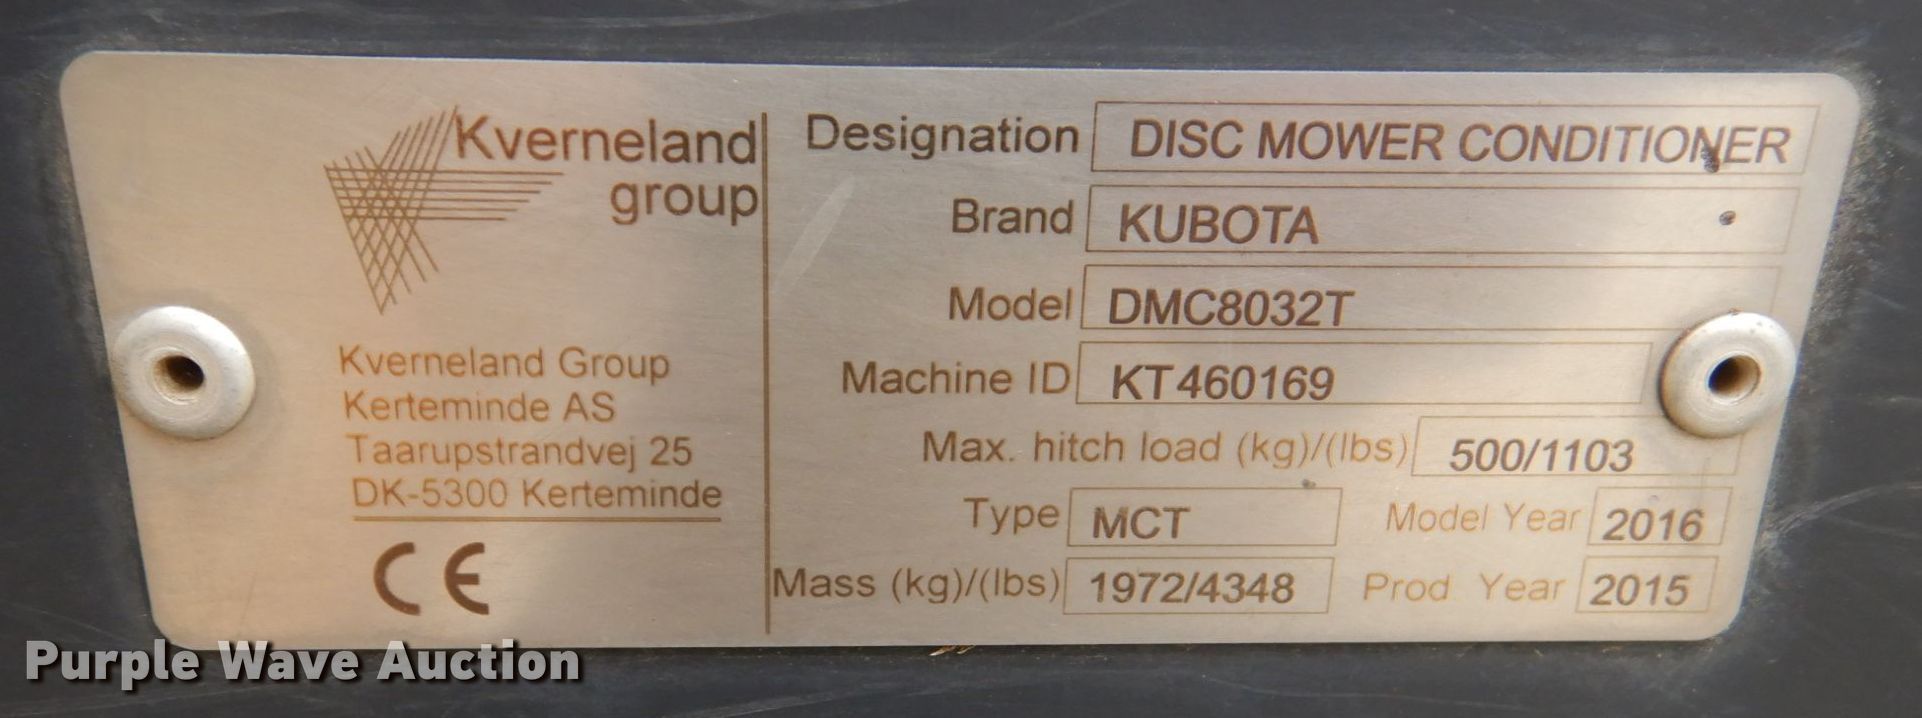 Kverneland
group
Kverneland Group
Kerteminde AS
Taarupstrandvej 25
DK-5300 Kerteminde
CE
Designation DISC MOWER CONDITIONER
Brand KUBOTA
Model DMC8032T
Machine ID KT460169
Max. hitch load (kg)/(lbs) 500/1103
Type MCT Model Year 2016
Mass (kg)/(lbs) 1972/4348 Prod. Year 2015
Purple Wave Auction